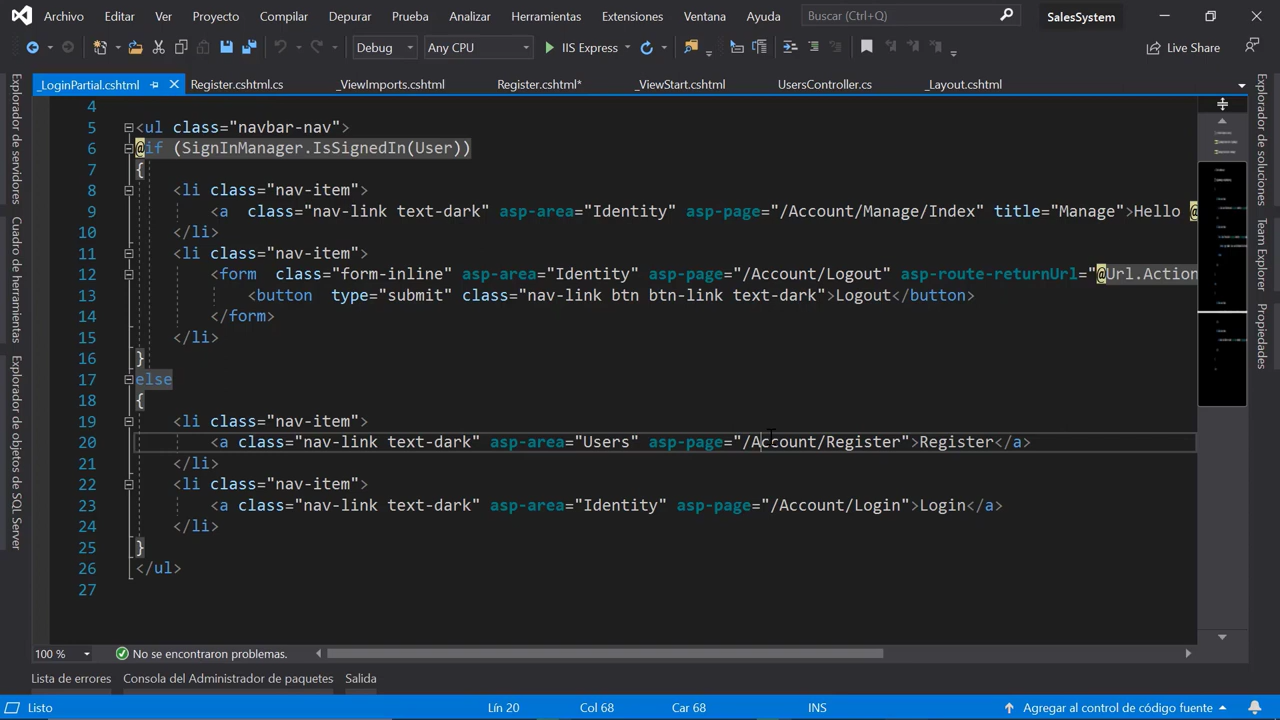 Archivo Editar Ver Proyecto Compilar Depurar Prueba Analizar Herramientas Extensiones Ventana Ayuda Buscar (Ctrl+Q) SalesSystem
Debug Any CPU IIS Express Live Share
_LoginPartial.cshtml Register.cshtml.cs _ViewImports.cshtml Register.cshtml* _ViewStart.cshtml UsersController.cs _Layout.cshtml
Explorador de servidores
Cuadro de herramientas
Explorador de objetos de SQL Server
4
5 <ul class="navbar-nav">
6 @if (SignInManager.IsSignedIn(User))
7 {
8 <li class="nav-item">
9 <a  class="nav-link text-dark" asp-area="Identity" asp-page="/Account/Manage/Index" title="Manage">Hello @
10 </li>
11 <li class="nav-item">
12 <form  class="form-inline" asp-area="Identity" asp-page="/Account/Logout" asp-route-returnUrl="@Url.Action
13 <button  type="submit" class="nav-link btn btn-link text-dark">Logout</button>
14 </form>
15 </li>
16 }
17 else
18 {
19 <li class="nav-item">
20 <a class="nav-link text-dark" asp-area="Users" asp-page="/Account/Register">Register</a>
21 </li>
22 <li class="nav-item">
23 <a class="nav-link text-dark" asp-area="Identity" asp-page="/Account/Login">Login</a>
24 </li>
25 }
26 </ul>
27
Explorador de soluciones
Team Explorer
Propiedades
100 % No se encontraron problemas.
Lista de errores Consola del Administrador de paquetes Salida
Listo Lín 20 Col 68 Car 68 INS Agregar al control de código fuente